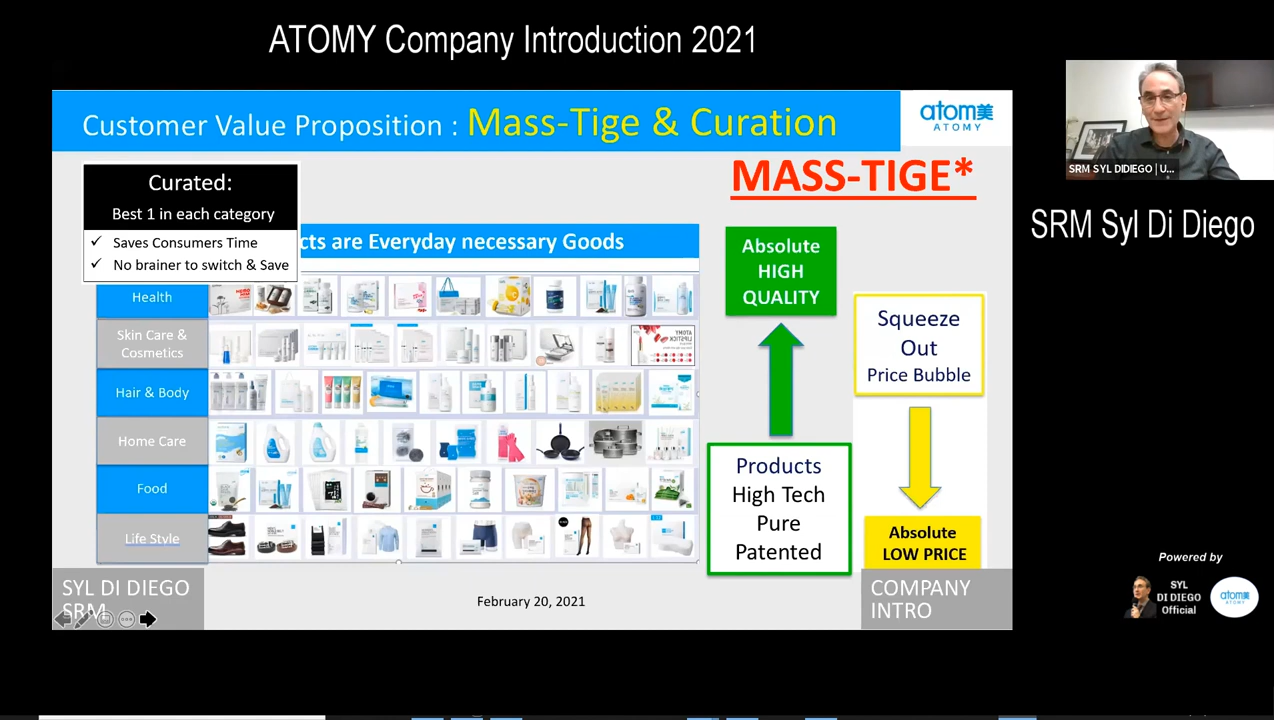 ATOMY Company Introduction 2021
Customer Value Proposition : Mass-Tige & Curation
atom美
ATOMY
SRM SYL DIDIEGO | U...
SRM Syl Di Diego
MASS-TIGE*
Curated:
Best 1 in each category
✓ Saves Consumers Time
✓ No brainer to switch & Save
cts are Everyday necessary Goods
Health
Skin Care &
Cosmetics
Hair & Body
Home Care
Food
Life Style
Absolute
HIGH
QUALITY
Products
High Tech
Pure
Patented
Squeeze
Out
Price Bubble
Absolute
LOW PRICE
SYL DI DIEGO
SRM
February 20, 2021
COMPANY
INTRO
Powered by
SYL
DI DIEGO
Official
atom美
ATOMY